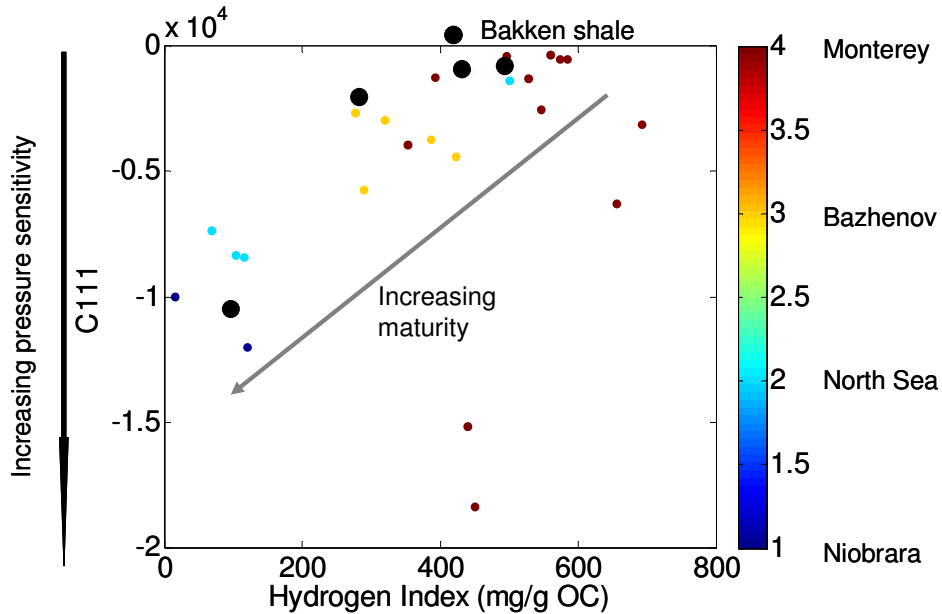 x 10⁴
Bakken shale
0
-0.5
-1
-1.5
-2
0
200
400
600
800
Hydrogen Index (mg/g OC)
C111
Increasing pressure sensitivity
Increasing
maturity
4
3.5
3
2.5
2
1.5
1
Monterey
Bazhenov
North Sea
Niobrara